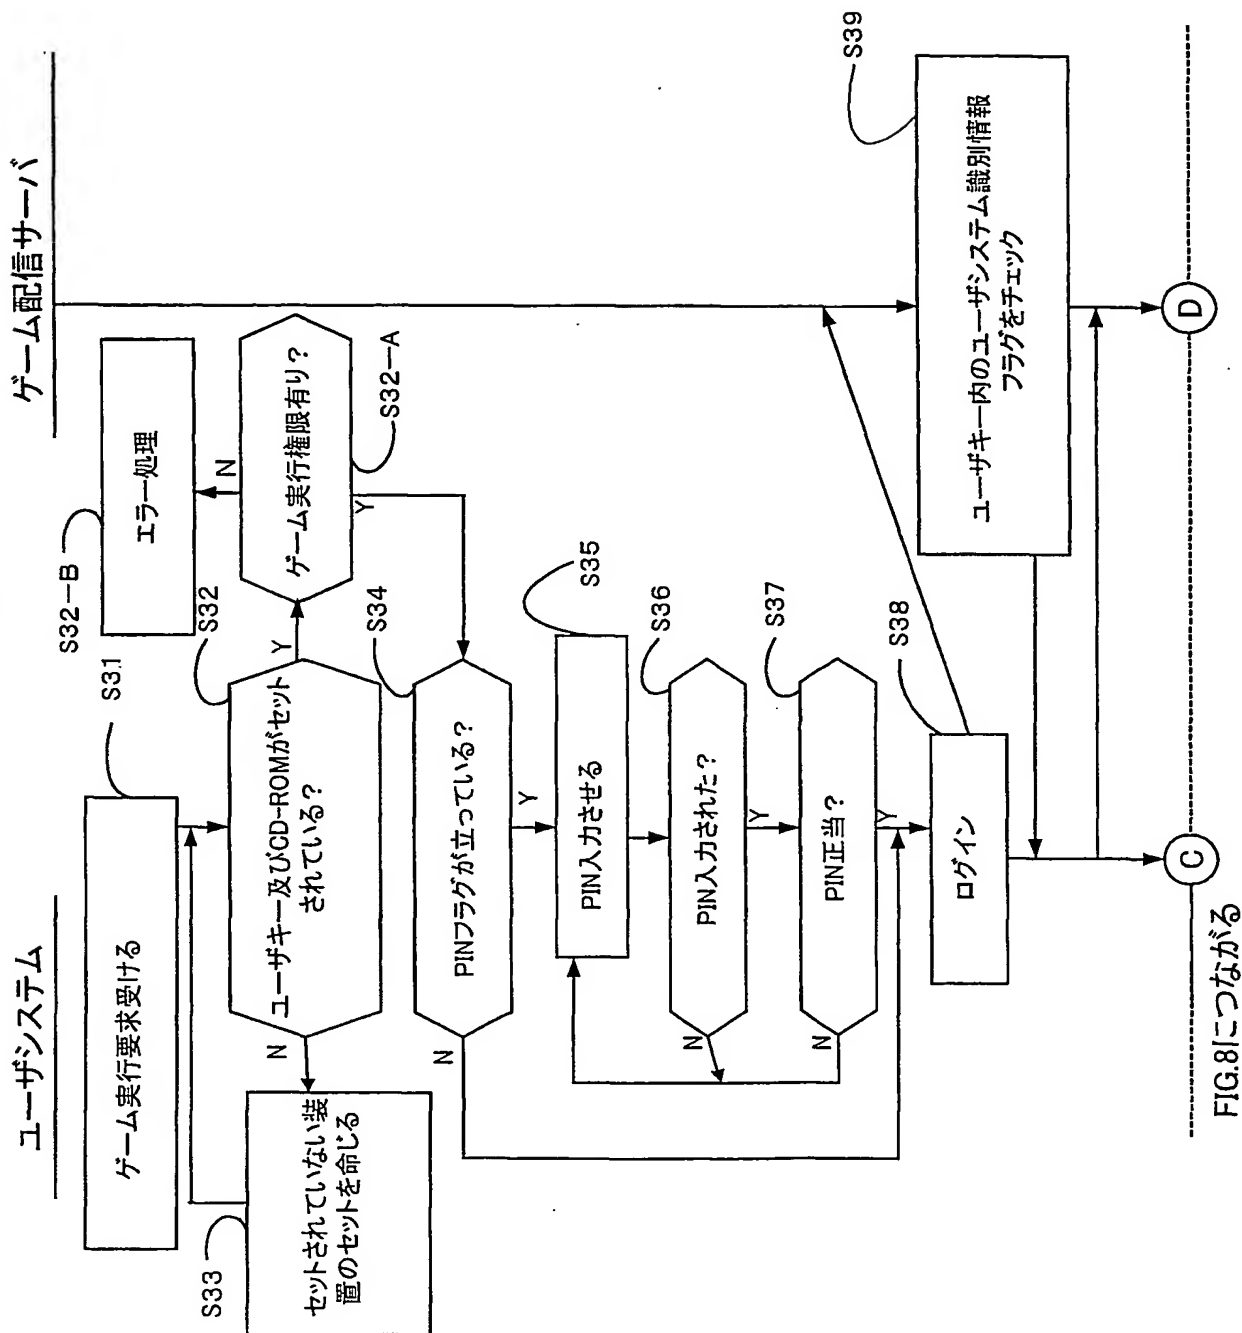 ユーザシステム
ゲーム配信サーバ
ゲーム実行要求受ける
S31
ユーザキー及びCD-ROMがセット
されている?
S32
Y
N
セットされていない装
置のセットを命じる
S33
ゲーム実行権限有り?
S32-A
N
Y
エラー処理
S32-B
PINフラグが立っている?
S34
Y
N
PIN入力させる
S35
PIN入力された?
S36
Y
N
PIN正当?
S37
Y
N
ログイン
S38
ユーザキー内のユーザシステム識別情報
フラグをチェック
S39
C
D
FIG.8につながる